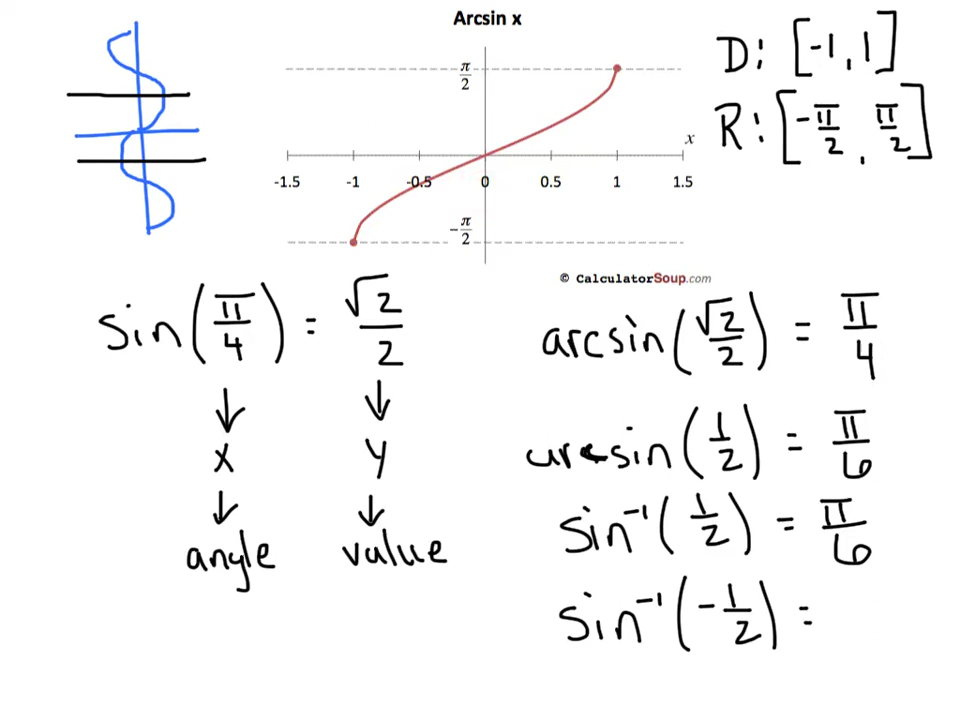 Arcsin x
D: [-1, 1]
R: [-π/2, π/2]
π/2
x
-1.5 -1 -0.5 0 0.5 1 1.5
-π/2
© CalculatorSoup.com
sin(π/4) = √2/2
arcsin(√2/2) = π/4
x y
arcsin(1/2) = π/6
angle value
sin⁻¹(1/2) = π/6
sin⁻¹(-1/2) =